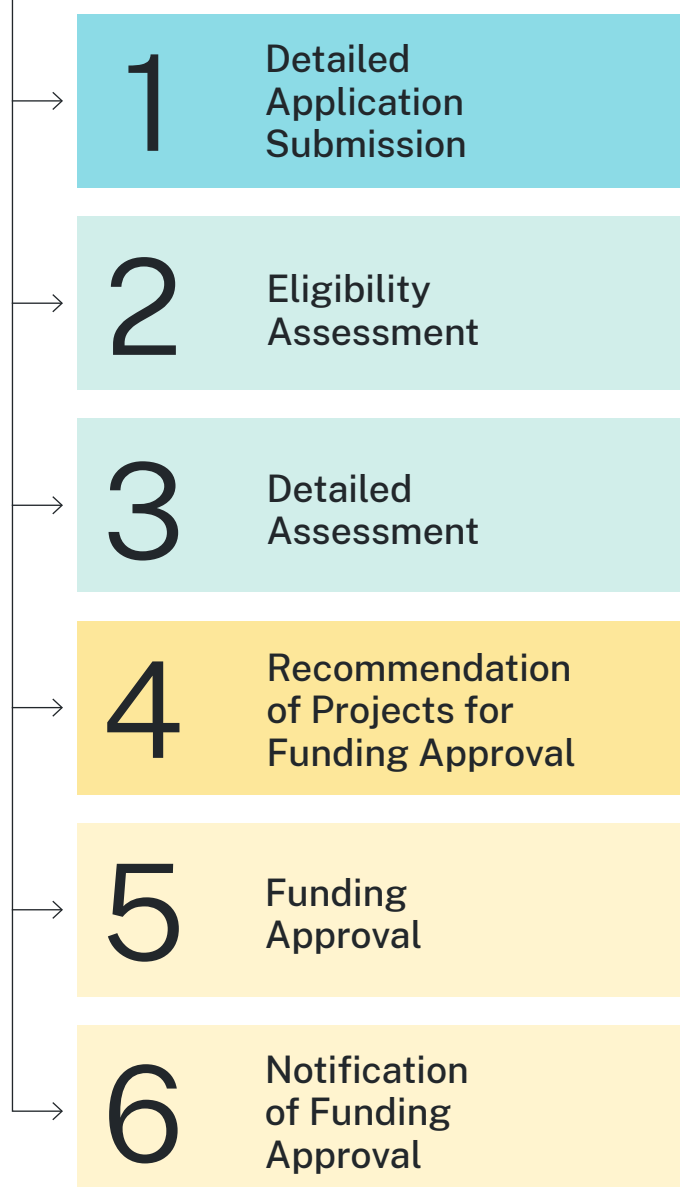 1
Detailed
Application
Submission
2
Eligibility
Assessment
3
Detailed
Assessment
4
Recommendation
of Projects for
Funding Approval
5
Funding
Approval
6
Notification
of Funding
Approval